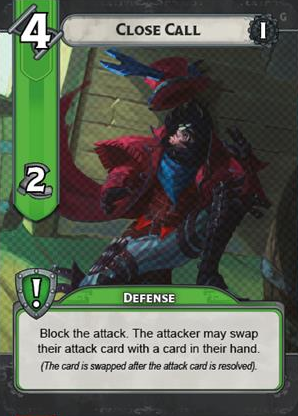 4
CLOSE CALL
I
G
2
!
DEFENSE
Block the attack. The attacker may swap
their attack card with a card in their hand.
(The card is swapped after the attack card is resolved).